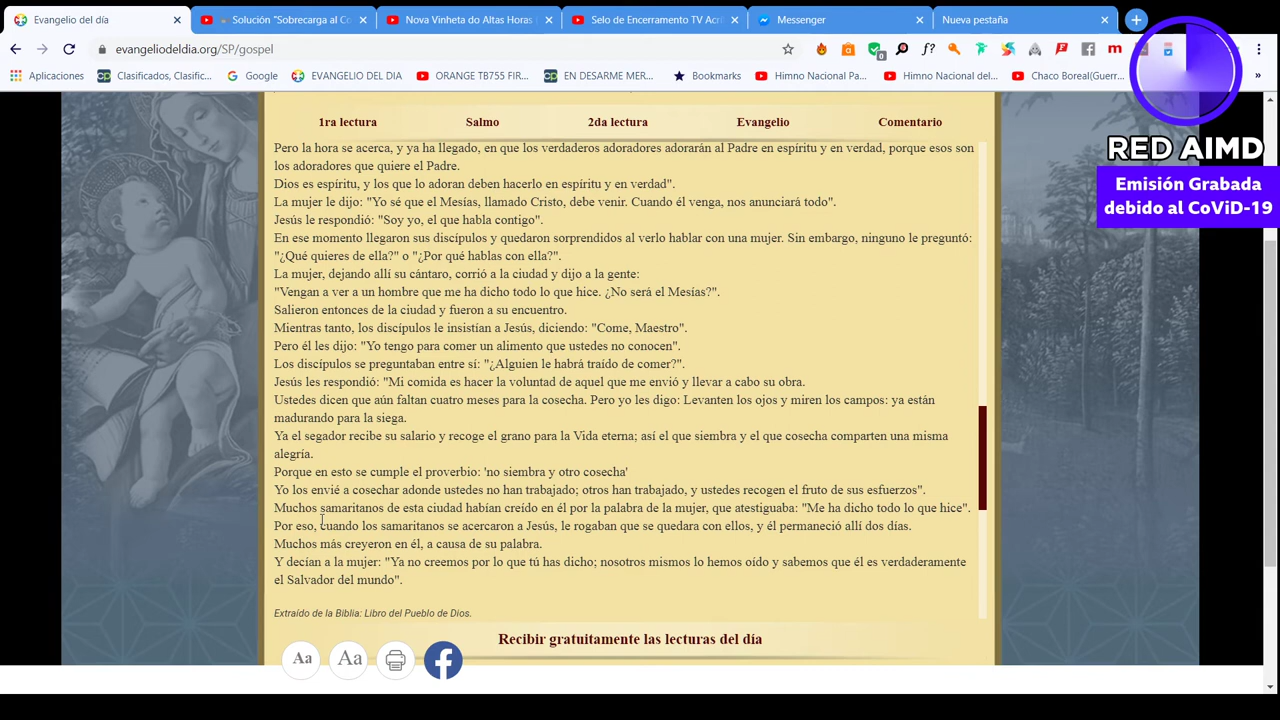 Evangelio del día
Solución "Sobrecarga al Co
Nova Vinheta do Altas Horas
Selo de Encerramento TV Acri
Messenger
Nueva pestaña
evangeliodeldia.org/SP/gospel
Aplicaciones
Clasificados, Clasific...
Google
EVANGELIO DEL DIA
ORANGE TB755 FIR...
EN DESARME MER...
Bookmarks
Himno Nacional Pa...
Himno Nacional del...
Chaco Boreal(Guerr...
»
RED AIMD
Emisión Grabada
debido al CoViD-19
1ra lectura Salmo 2da lectura Evangelio Comentario
Pero la hora se acerca, y ya ha llegado, en que los verdaderos adoradores adorarán al Padre en espíritu y en verdad, porque esos son
los adoradores que quiere el Padre.
Dios es espíritu, y los que lo adoran deben hacerlo en espíritu y en verdad".
La mujer le dijo: "Yo sé que el Mesías, llamado Cristo, debe venir. Cuando él venga, nos anunciará todo".
Jesús le respondió: "Soy yo, el que habla contigo".
En ese momento llegaron sus discípulos y quedaron sorprendidos al verlo hablar con una mujer. Sin embargo, ninguno le preguntó:
"¿Qué quieres de ella?" o "¿Por qué hablas con ella?".
La mujer, dejando allí su cántaro, corrió a la ciudad y dijo a la gente:
"Vengan a ver a un hombre que me ha dicho todo lo que hice. ¿No será el Mesías?".
Salieron entonces de la ciudad y fueron a su encuentro.
Mientras tanto, los discípulos le insistían a Jesús, diciendo: "Come, Maestro".
Pero él les dijo: "Yo tengo para comer un alimento que ustedes no conocen".
Los discípulos se preguntaban entre sí: "¿Alguien le habrá traído de comer?".
Jesús les respondió: "Mi comida es hacer la voluntad de aquel que me envió y llevar a cabo su obra.
Ustedes dicen que aún faltan cuatro meses para la cosecha. Pero yo les digo: Levanten los ojos y miren los campos: ya están
madurando para la siega.
Ya el segador recibe su salario y recoge el grano para la Vida eterna; así el que siembra y el que cosecha comparten una misma
alegría.
Porque en esto se cumple el proverbio: 'no siembra y otro cosecha'
Yo los envié a cosechar adonde ustedes no han trabajado; otros han trabajado, y ustedes recogen el fruto de sus esfuerzos".
Muchos samaritanos de esta ciudad habían creído en él por la palabra de la mujer, que atestiguaba: "Me ha dicho todo lo que hice".
Por eso, cuando los samaritanos se acercaron a Jesús, le rogaban que se quedara con ellos, y él permaneció allí dos días.
Muchos más creyeron en él, a causa de su palabra.
Y decían a la mujer: "Ya no creemos por lo que tú has dicho; nosotros mismos lo hemos oído y sabemos que él es verdaderamente
el Salvador del mundo".
Extraído de la Biblia: Libro del Pueblo de Dios.
Recibir gratuitamente las lecturas del día
Aa Aa